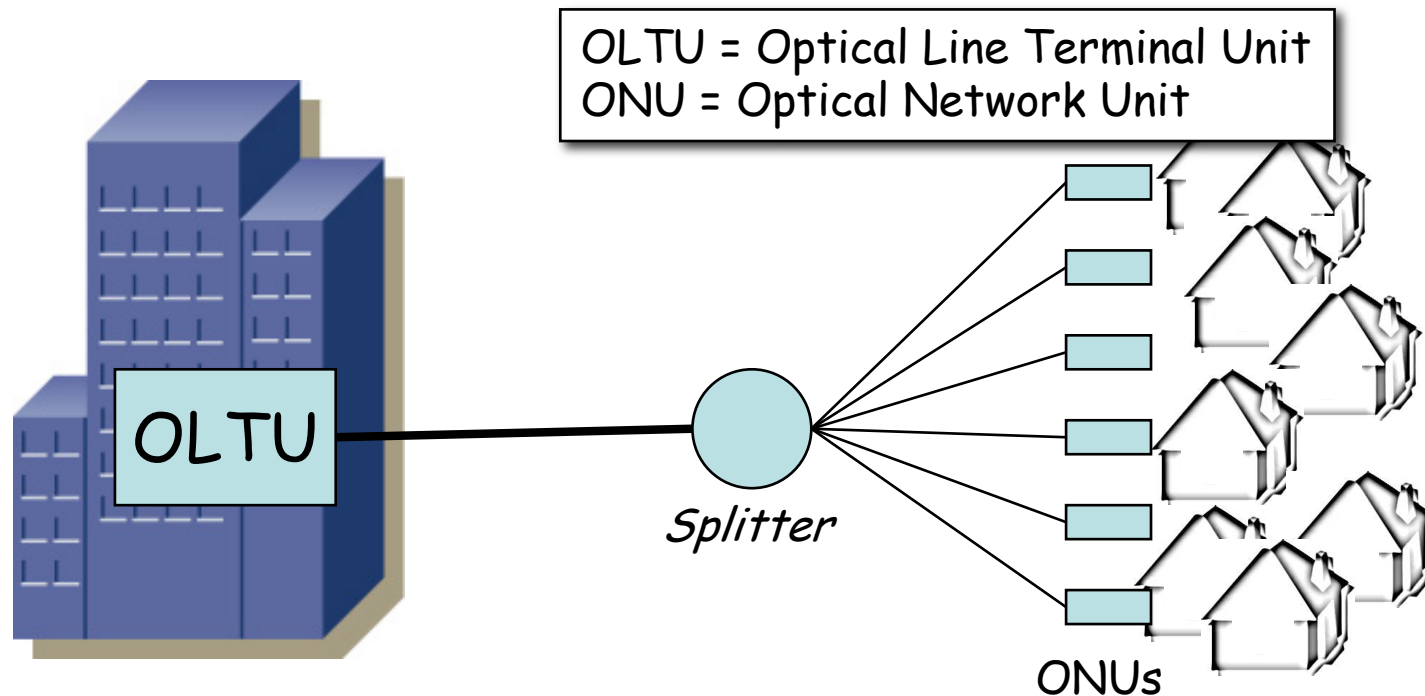 OLTU = Optical Line Terminal Unit
ONU = Optical Network Unit
OLTU
Splitter
ONUs